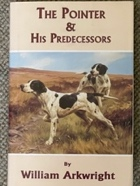 The Pointer
&
His Predecessors
By
William Arkwright